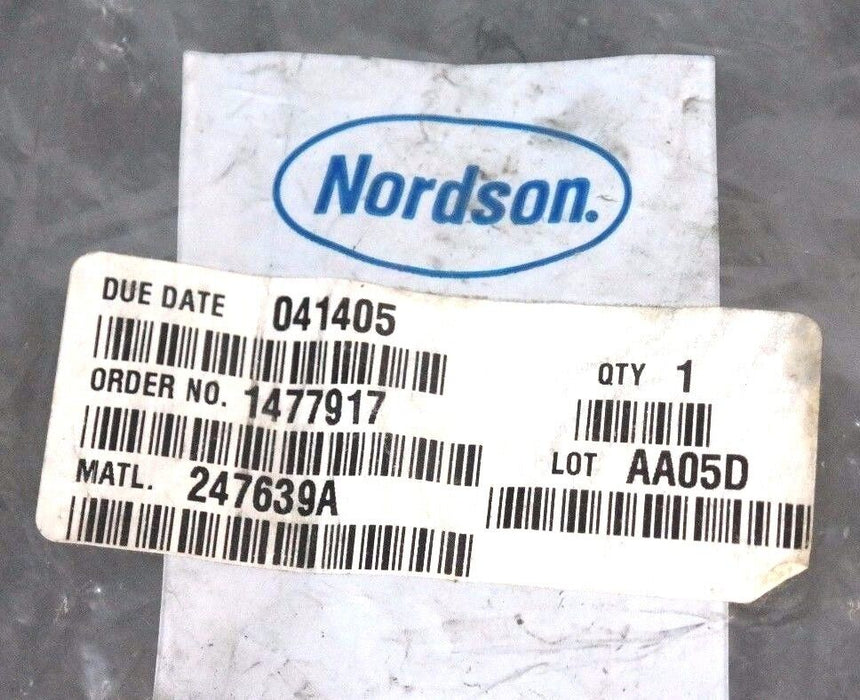 Nordson.
DUE DATE 041405
QTY 1
ORDER NO. 1477917
LOT AA05D
MATL. 247639A